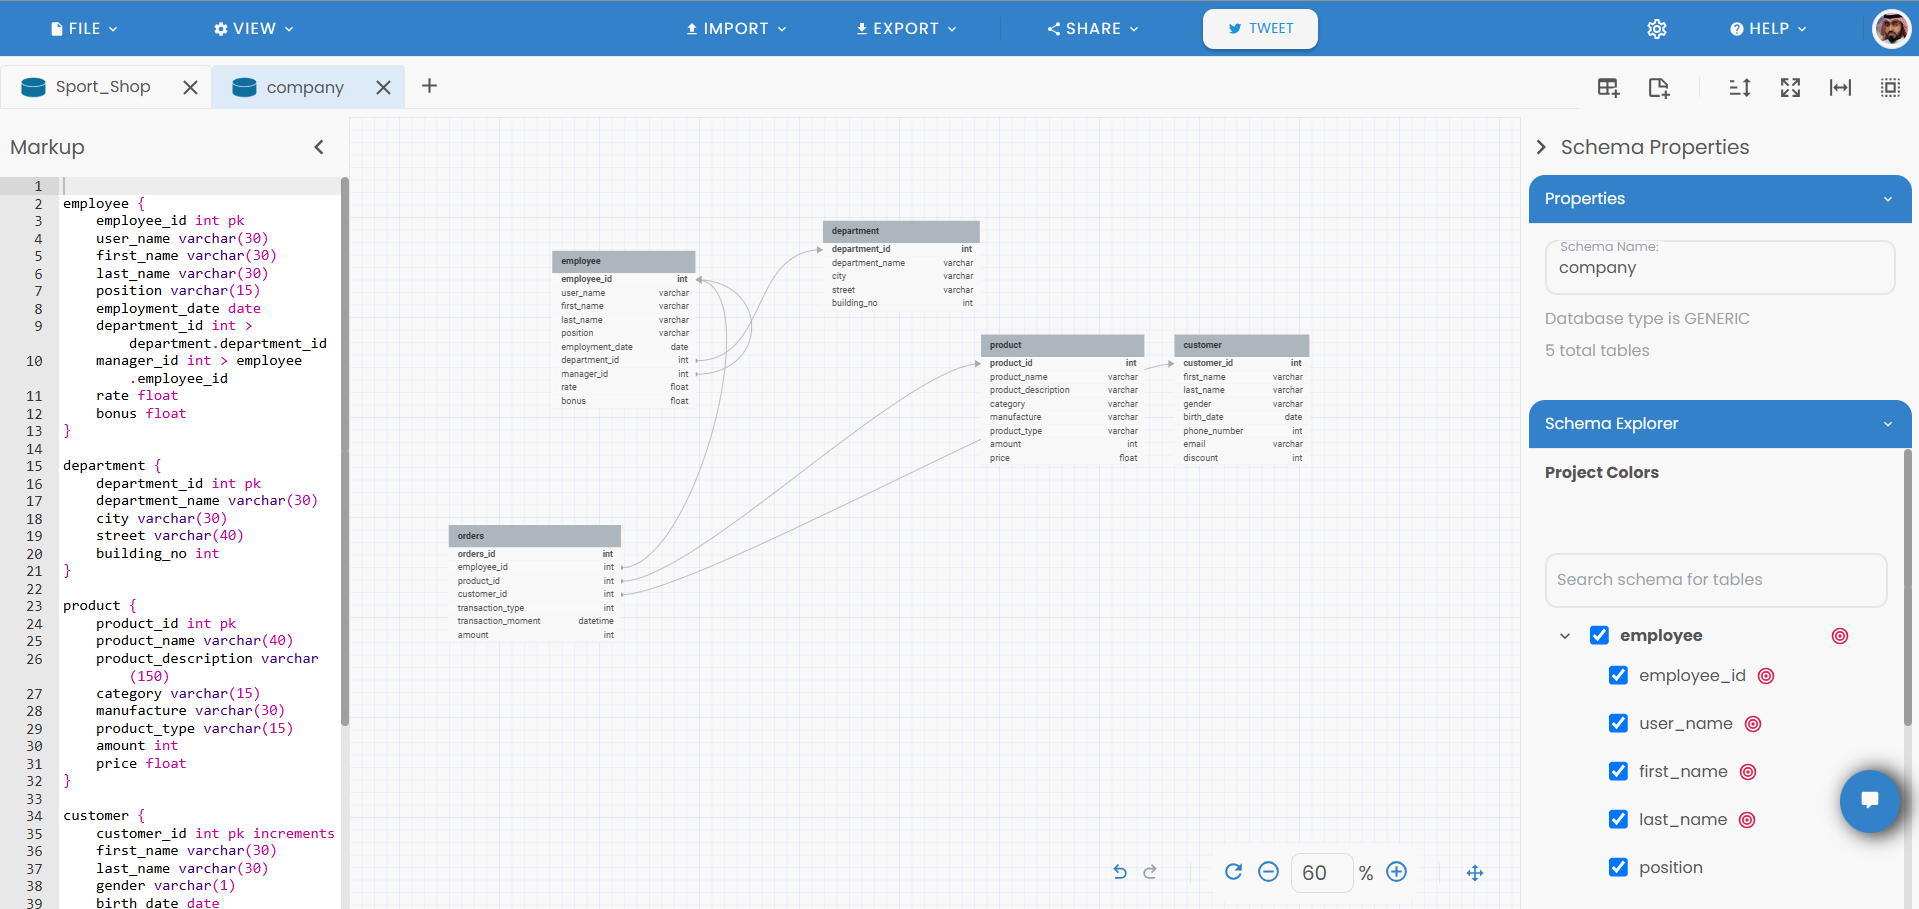 FILE
VIEW
IMPORT
EXPORT
SHARE
TWEET
HELP
Sport_Shop
company
Markup
1
2 employee {
3 employee_id int pk
4 user_name varchar(30)
5 first_name varchar(30)
6 last_name varchar(30)
7 position varchar(15)
8 employment_date date
9 department_id int >
department.department_id
10 manager_id int > employee
.employee_id
11 rate float
12 bonus float
13 }
14
15 department {
16 department_id int pk
17 department_name varchar(30)
18 city varchar(30)
19 street varchar(40)
20 building_no int
21 }
22
23 product {
24 product_id int pk
25 product_name varchar(40)
26 product_description varchar
(150)
27 category varchar(15)
28 manufacture varchar(30)
29 product_type varchar(15)
30 amount int
31 price float
32 }
33
34 customer {
35 customer_id int pk increments
36 first_name varchar(30)
37 last_name varchar(30)
38 gender varchar(1)
39 birth_date date
employee
employee_id int
user_name varchar
first_name varchar
last_name varchar
position varchar
employment_date date
department_id int
manager_id int
rate float
bonus float
department
department_id int
department_name varchar
city varchar
street varchar
building_no int
product
product_id int
product_name varchar
product_description varchar
category varchar
manufacture varchar
product_type varchar
amount int
price float
customer
customer_id int
first_name varchar
last_name varchar
gender varchar
birth_date date
phone_number int
email varchar
discount int
orders
orders_id int
employee_id int
product_id int
customer_id int
transaction_type int
transaction_moment datetime
amount int
60 %
Schema Properties
Properties
Schema Name:
company
Database type is GENERIC
5 total tables
Schema Explorer
Project Colors
Search schema for tables
employee
employee_id
user_name
first_name
last_name
position